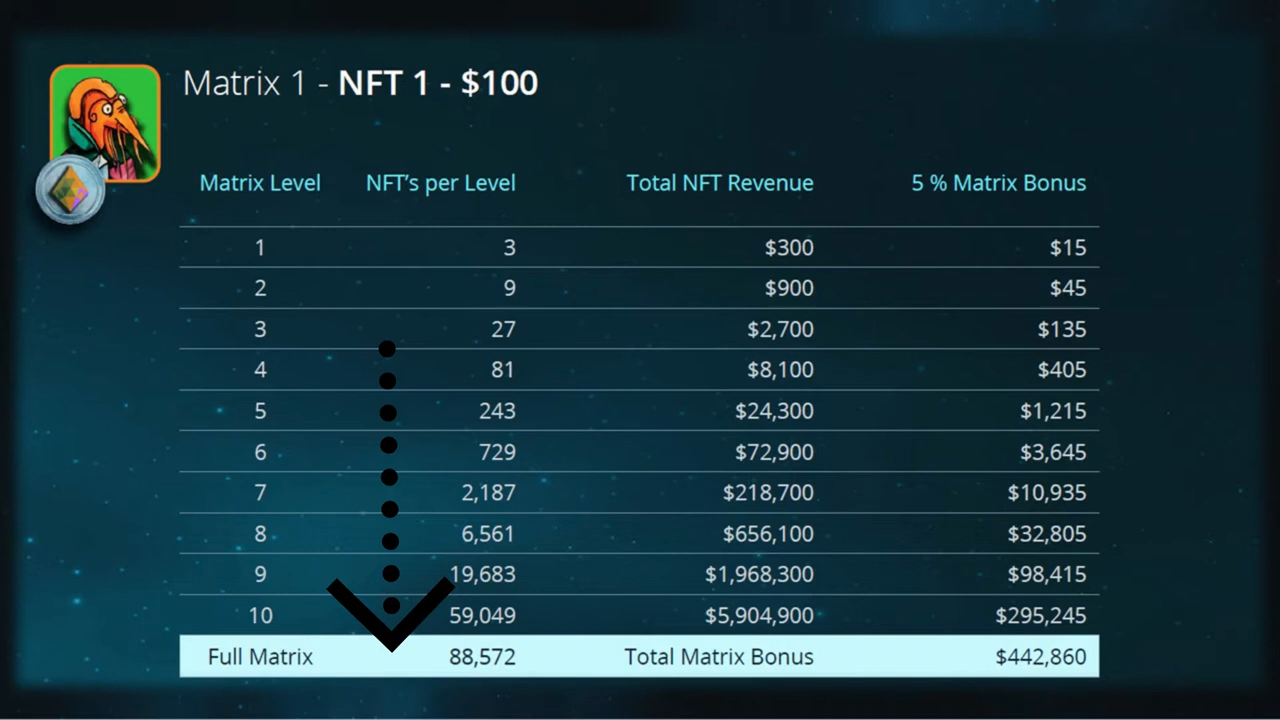 Matrix 1 - NFT 1 - $100
Matrix Level NFT's per Level Total NFT Revenue 5 % Matrix Bonus
1 3 $300 $15
2 9 $900 $45
3 27 $2,700 $135
4 81 $8,100 $405
5 243 $24,300 $1,215
6 729 $72,900 $3,645
7 2,187 $218,700 $10,935
8 6,561 $656,100 $32,805
9 19,683 $1,968,300 $98,415
10 59,049 $5,904,900 $295,245
Full Matrix 88,572 Total Matrix Bonus $442,860